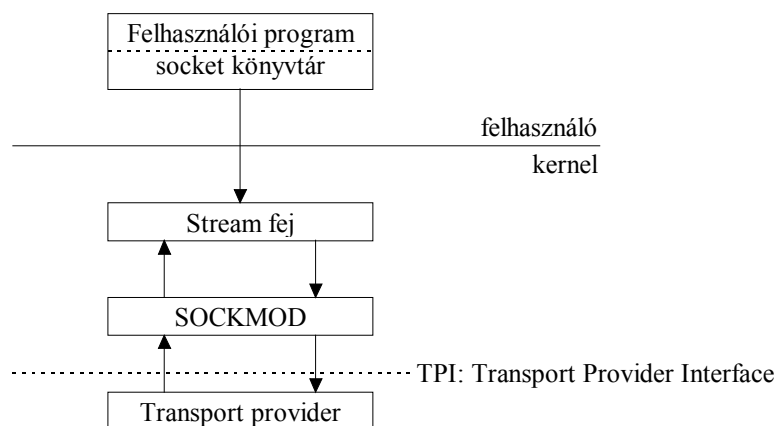 Felhasználói program
socket könyvtár
felhasználó
kernel
Stream fej
SOCKMOD
TPI: Transport Provider Interface
Transport provider